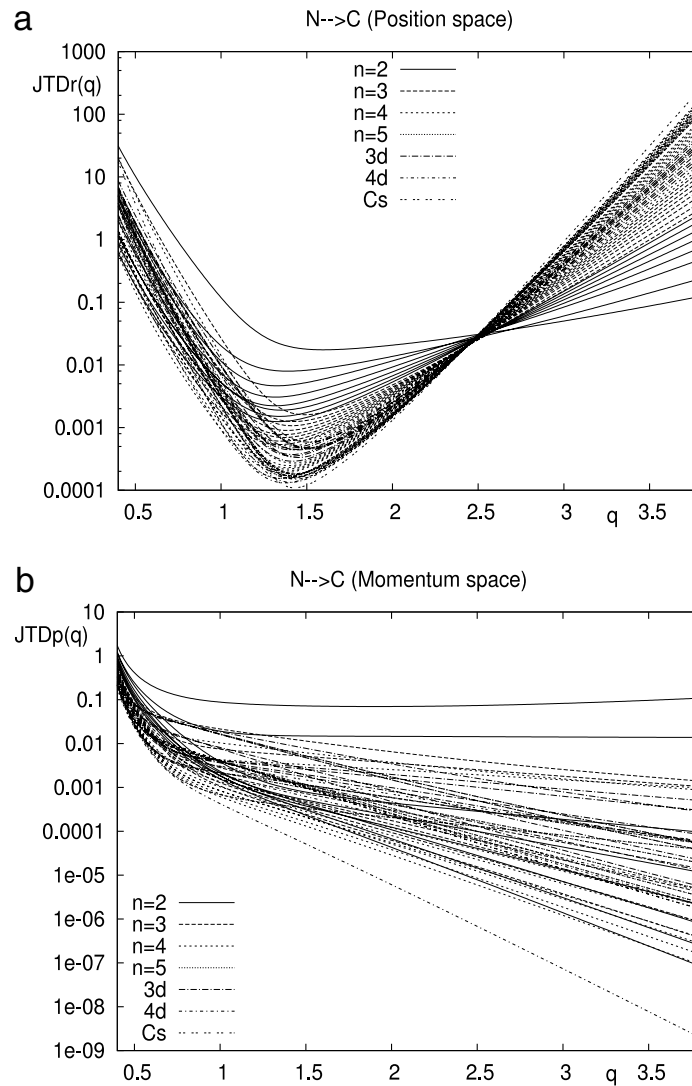 a
N-->C (Position space)
JTDr(q)
1000
100
10
1
0.1
0.01
0.001
0.0001
n=2
n=3
n=4
n=5
3d
4d
Cs
0.5 1 1.5 2 2.5 3 q 3.5
b
N-->C (Momentum space)
JTDp(q)
10
1
0.1
0.01
0.001
0.0001
1e-05
1e-06
1e-07
1e-08
1e-09
n=2
n=3
n=4
n=5
3d
4d
Cs
0.5 1 1.5 2 2.5 3 q 3.5